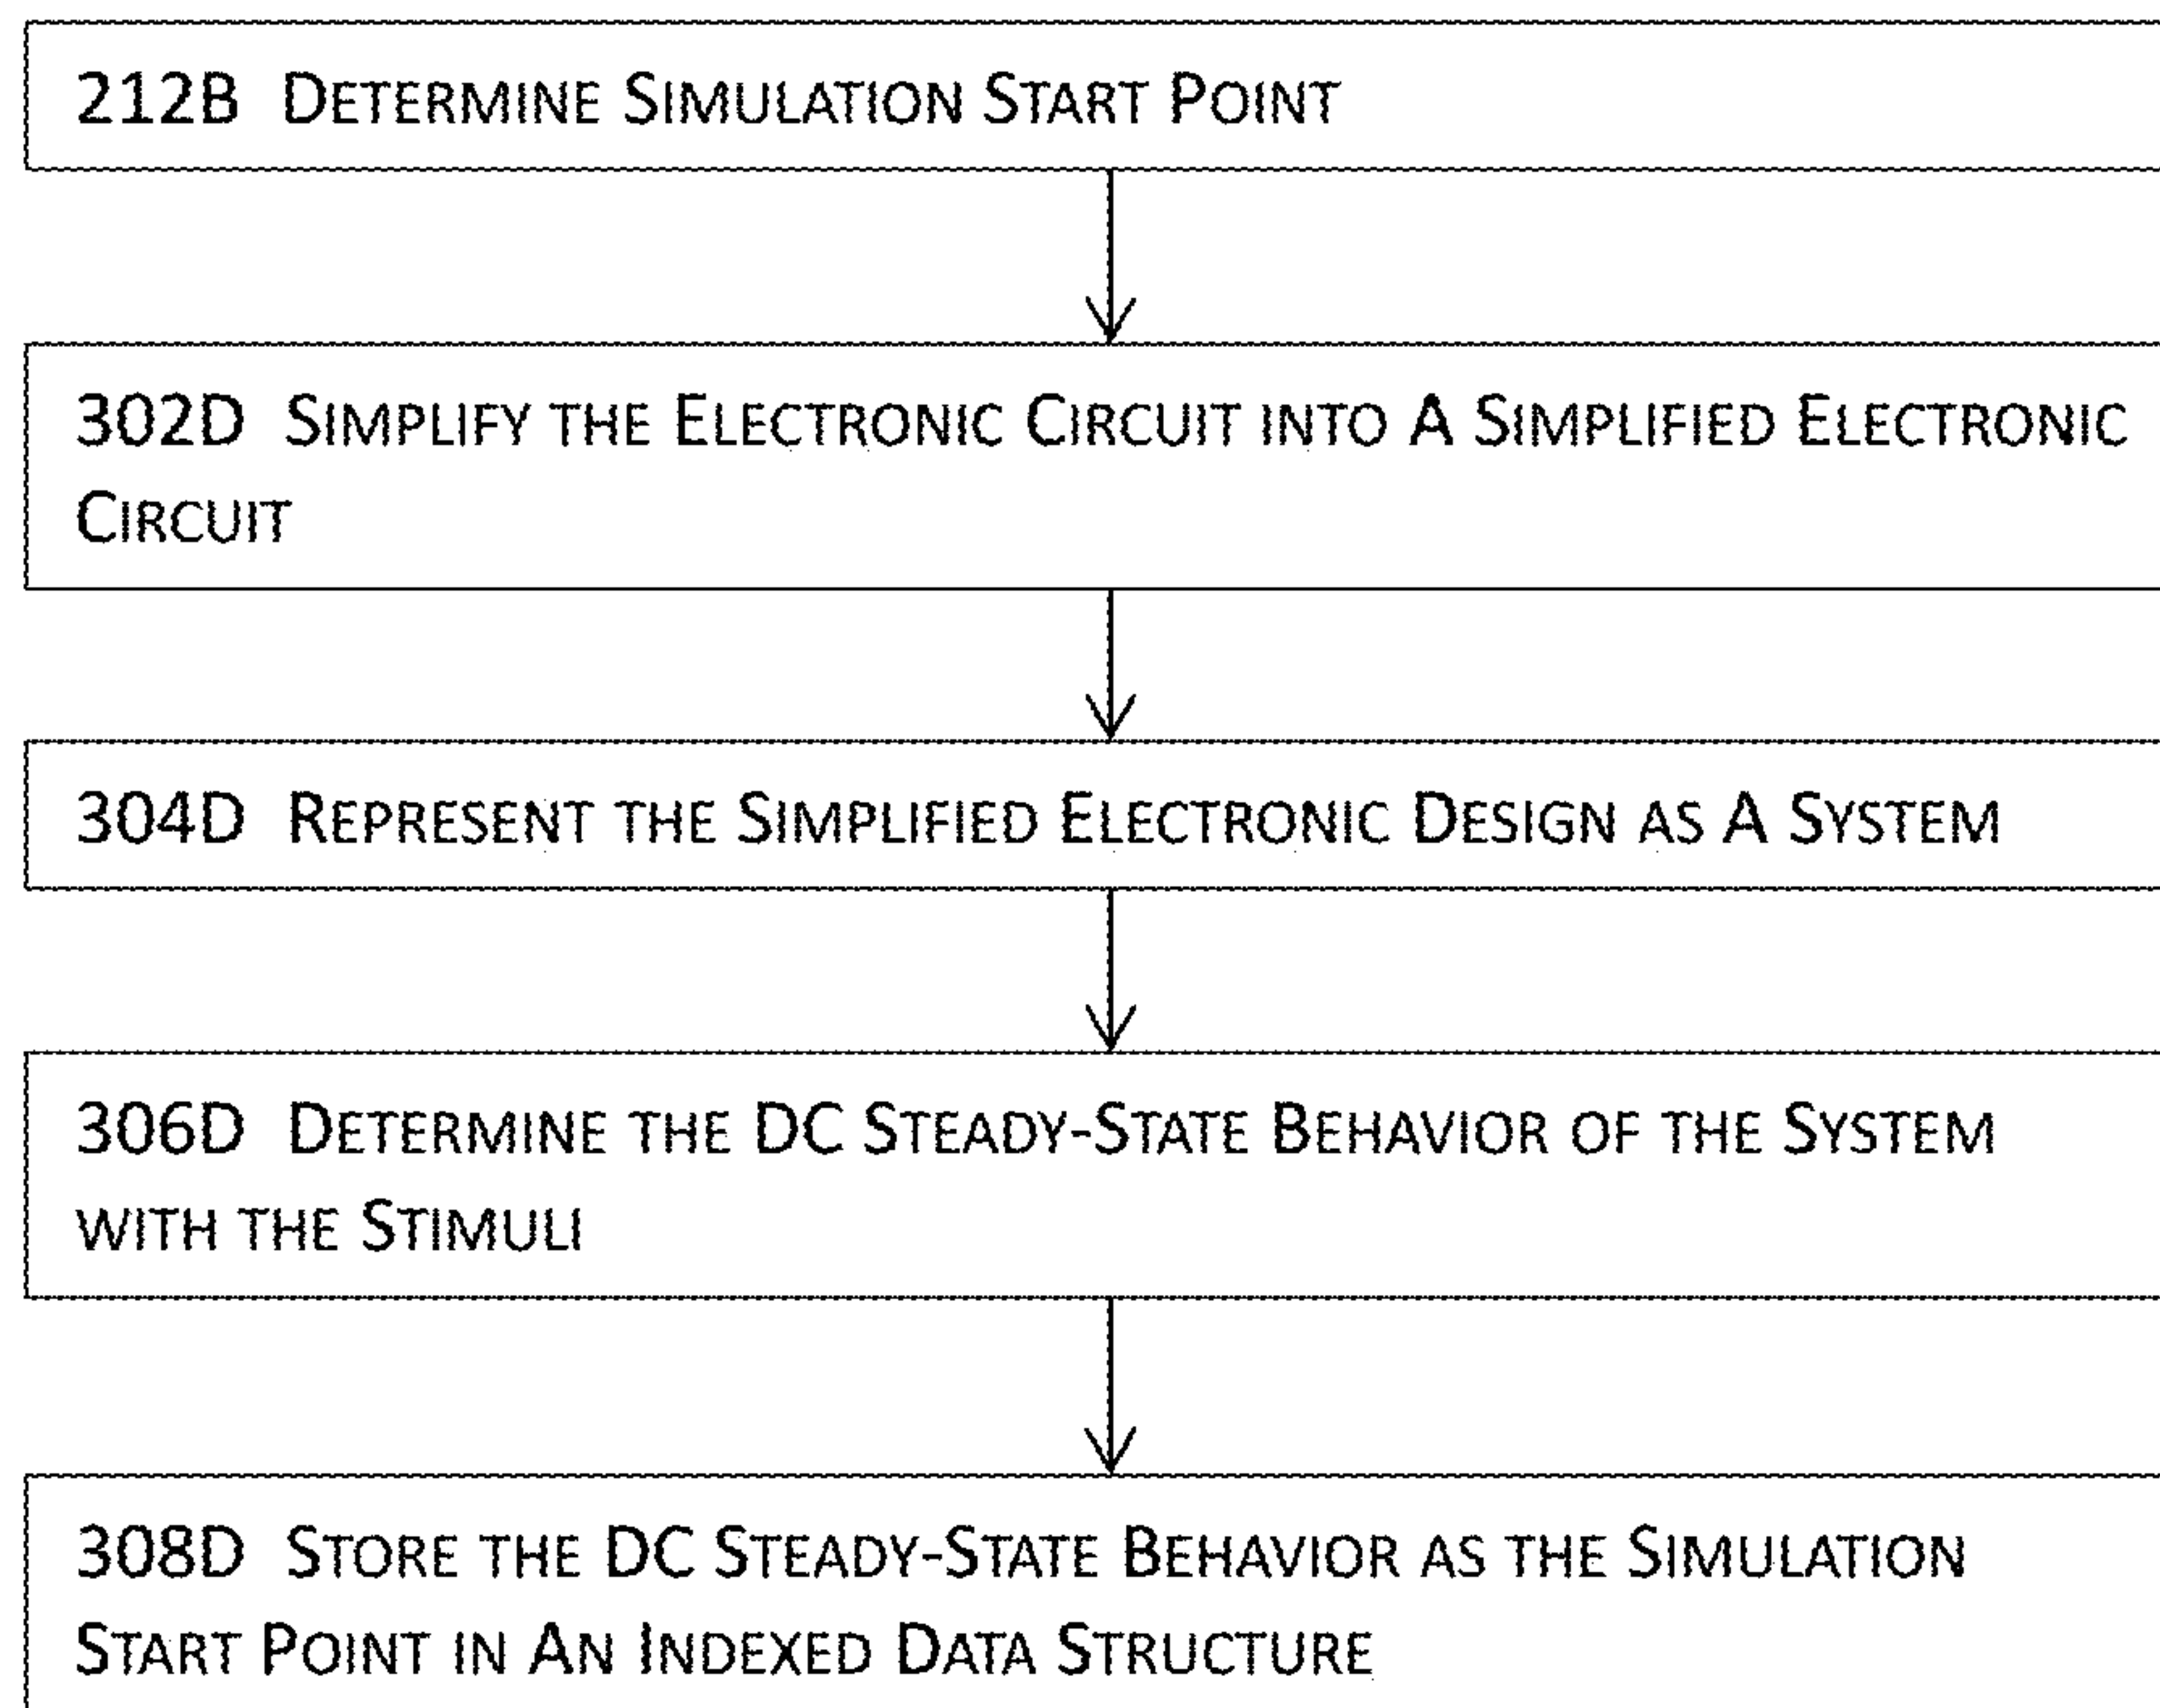 212B Determine Simulation Start Point
302D Simplify the Electronic Circuit into A Simplified Electronic
Circuit
304D Represent the Simplified Electronic Design as A System
306D Determine the DC Steady-State Behavior of the System
with the Stimuli
308D Store the DC Steady-State Behavior as the Simulation
Start Point in An Indexed Data Structure